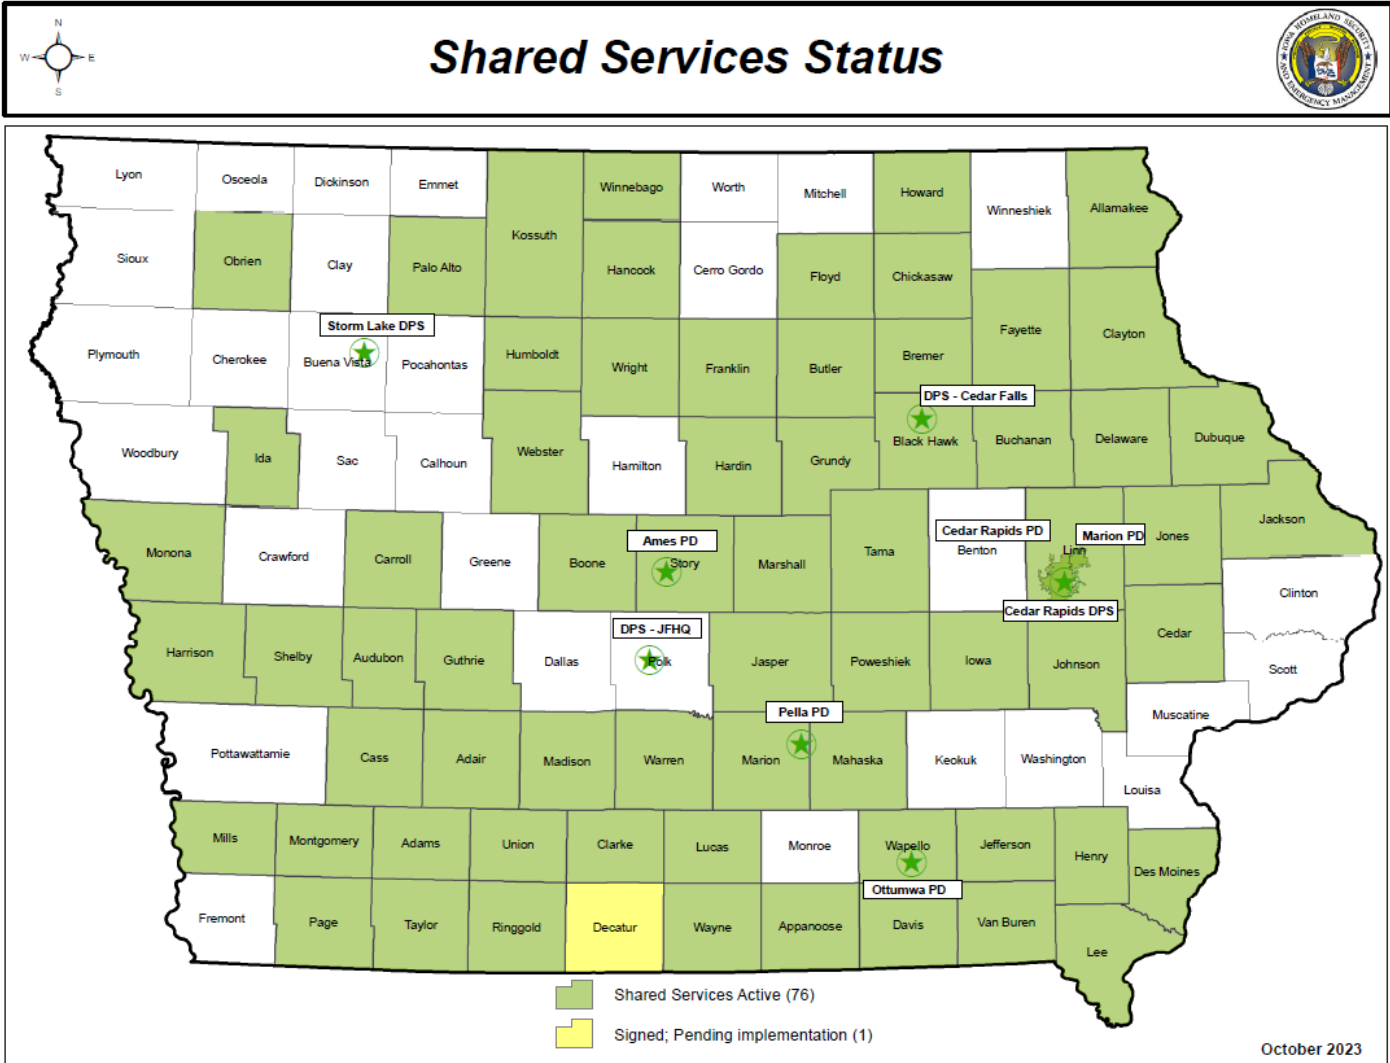 N
W E
S
Shared Services Status
IOWA HOMELAND SECURITY
AND EMERGENCY MANAGEMENT
Lyon Osceola Dickinson Emmet Winnebago Worth Mitchell Howard Winneshiek Allamakee
Kossuth
Sioux Obrien Clay Palo Alto Hancock Cerro Gordo Floyd Chickasaw
Storm Lake DPS
Fayette Clayton
Plymouth Cherokee Buena Vista Pocahontas Humboldt Wright Franklin Butler Bremer
DPS - Cedar Falls
Woodbury Ida Sac Calhoun Webster Hamilton Hardin Grundy Black Hawk Buchanan Delaware Dubuque
Jackson
Cedar Rapids PD Marion PD
Ames PD
Monona Crawford Carroll Greene Boone Story Marshall Tama Benton Linn Jones
Clinton
Cedar Rapids DPS
DPS - JFHQ
Harrison Shelby Audubon Guthrie Dallas Polk Jasper Poweshiek Iowa Johnson Cedar Scott
Pella PD
Muscatine
Pottawattamie Cass Adair Madison Warren Marion Mahaska Keokuk Washington
Louisa
Mills Montgomery Adams Union Clarke Lucas Monroe Wapello Jefferson Henry
Des Moines
Ottumwa PD
Fremont Page Taylor Ringgold Decatur Wayne Appanoose Davis Van Buren
Lee
Shared Services Active (76)
Signed; Pending implementation (1)
October 2023